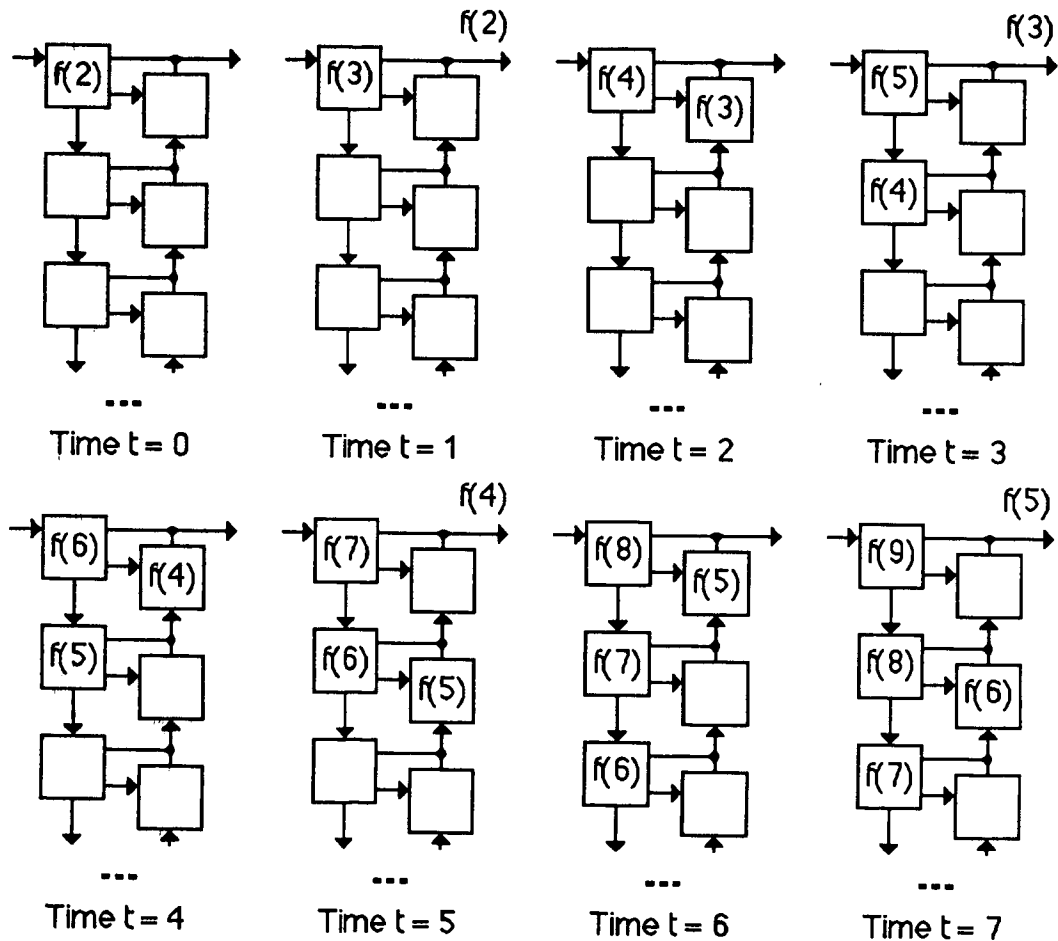 f(2) f(3)
f(2) f(3) f(4) f(5)
f(3)
f(4)
... ... ... ...
Time t = 0 Time t = 1 Time t = 2 Time t = 3
f(4) f(5)
f(6) f(7) f(8) f(9)
f(4) f(5)
f(5) f(6) f(7) f(8)
f(5) f(6)
f(6) f(7)
... ... ... ...
Time t = 4 Time t = 5 Time t = 6 Time t = 7